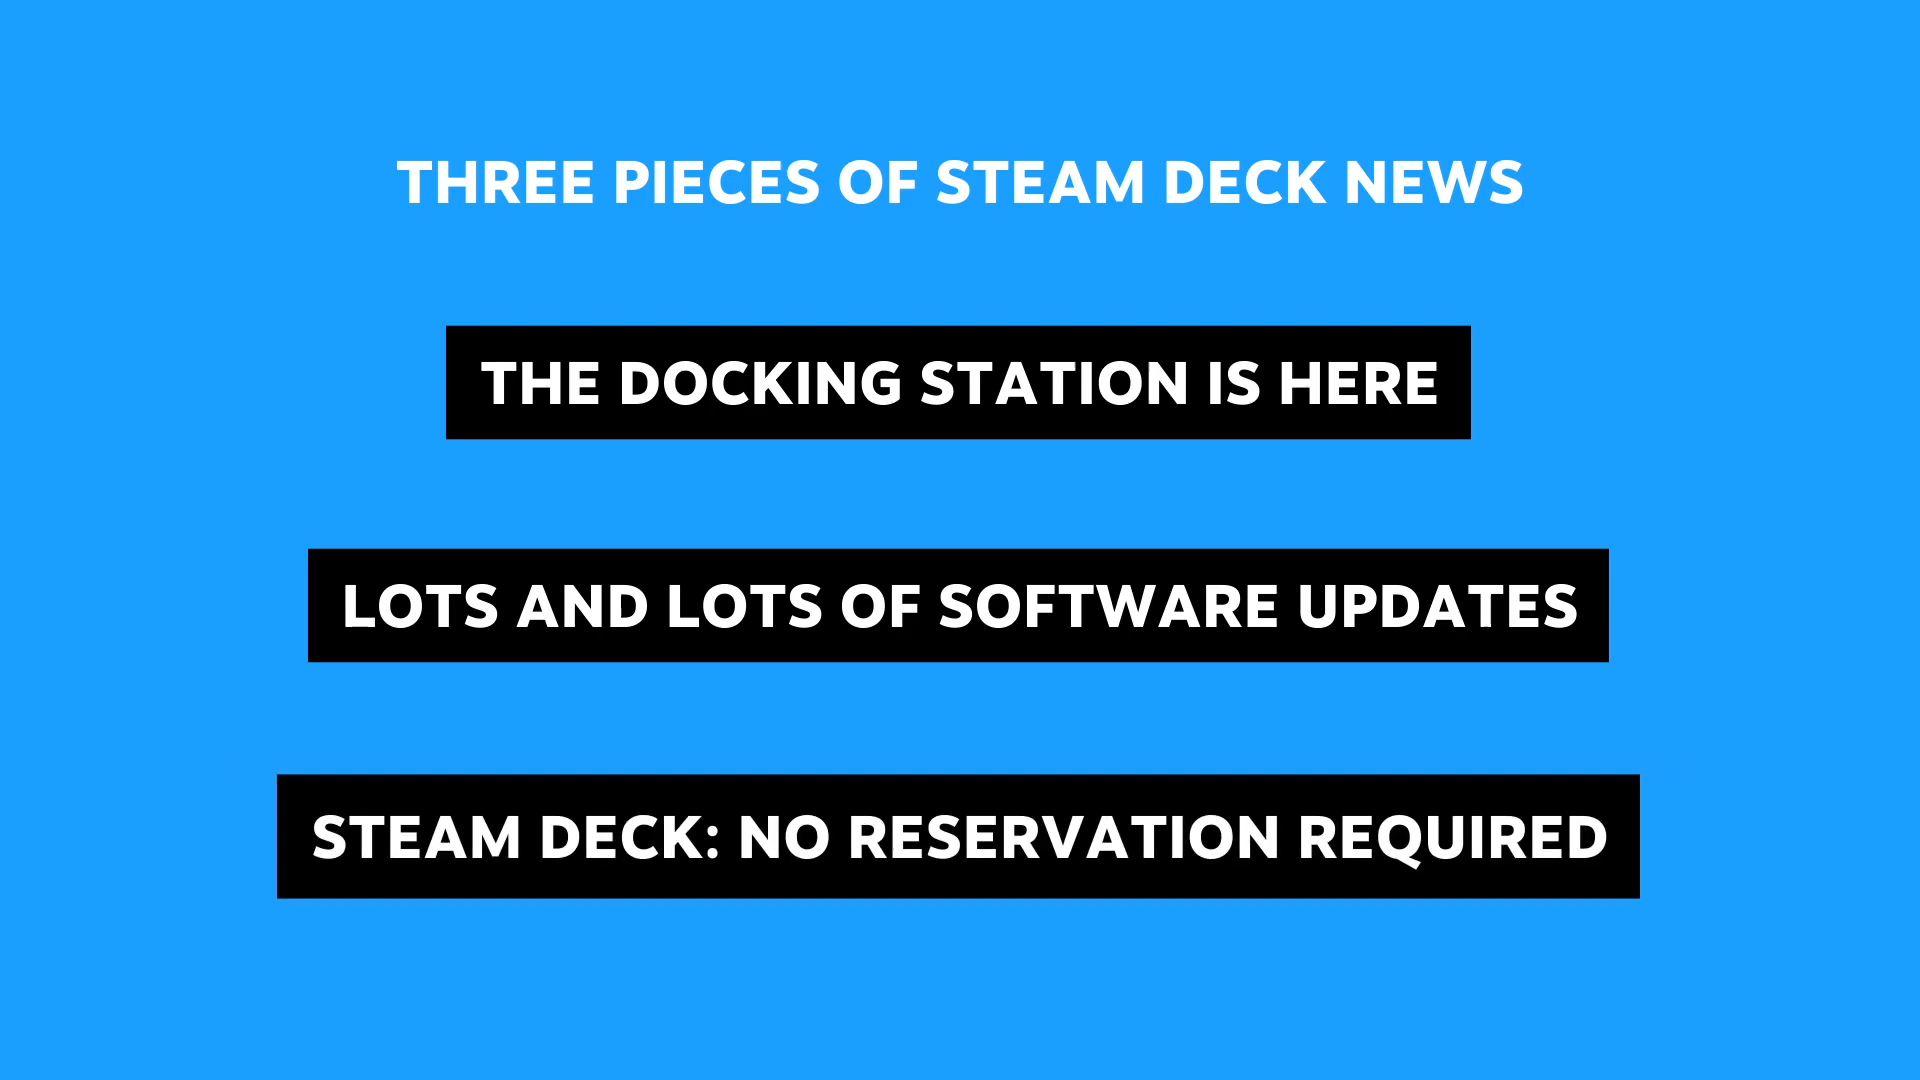 THREE PIECES OF STEAM DECK NEWS
THE DOCKING STATION IS HERE
LOTS AND LOTS OF SOFTWARE UPDATES
STEAM DECK: NO RESERVATION REQUIRED